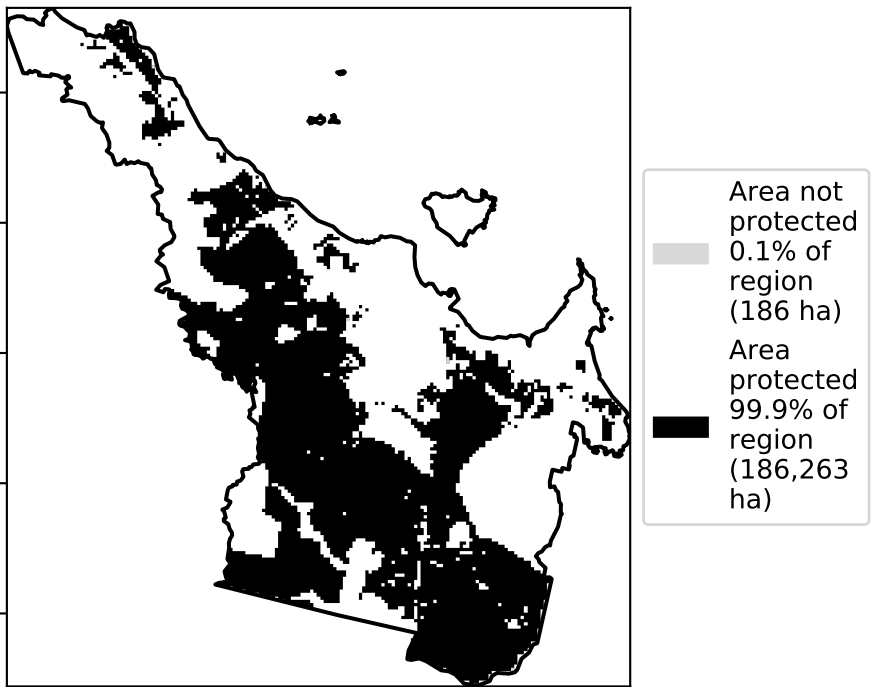 Area not
protected
0.1% of
region
(186 ha)
Area
protected
99.9% of
region
(186,263
ha)